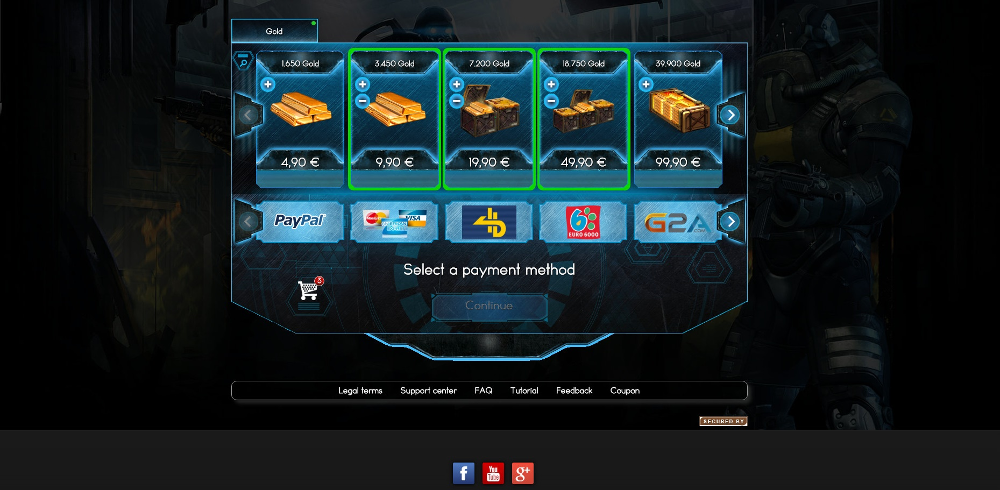 Gold
1.650 Gold
3.450 Gold
7.200 Gold
18.750 Gold
39.900 Gold
4,90 €
9,90 €
19,90 €
49,90 €
99,90 €
PayPal
MasterCard
VISA
AMERICAN
EXPRESS
EURO 6000
G2A
.COM
Select a payment method
3
Continue
Legal terms
Support center
FAQ
Tutorial
Feedback
Coupon
SECURED BY
f
You
Tube
g+